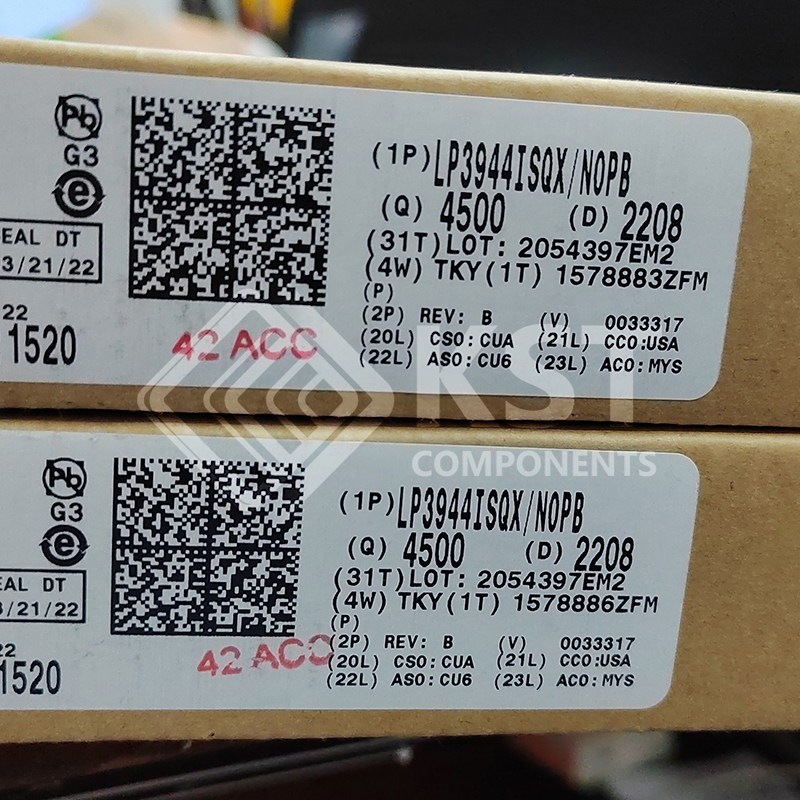 Pb
G3
e
EAL DT
3/21/22
22
1520
(1P)LP3944ISQX/NOPB
(Q) 4500 (D) 2208
(31T)LOT: 2054397EM2
(4W) TKY(1T) 1578883ZFM
(P)
(2P) REV: B (V) 0033317
(20L) CSO:CUA (21L) CCO:USA
(22L) ASO:CU6 (23L) ACO:MYS
42 ACC
KST
COMPONENTS
Pb
G3
e
EAL DT
3/21/22
22
1520
(1P)LP3944ISQX/NOPB
(Q) 4500 (D) 2208
(31T)LOT: 2054397EM2
(4W) TKY(1T) 1578886ZFM
(P)
(2P) REV: B (V) 0033317
(20L) CSO:CUA (21L) CCO:USA
(22L) ASO:CU6 (23L) ACO:MYS
42 ACC